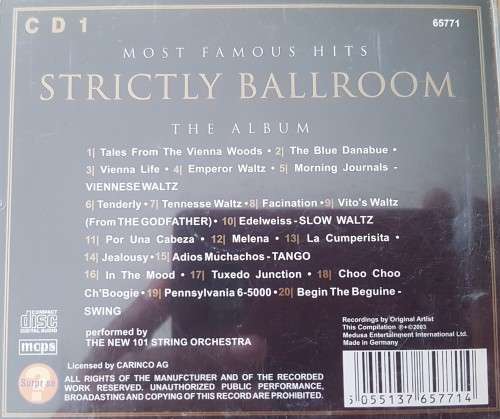 CD 1
65771
MOST FAMOUS HITS
STRICTLY BALLROOM
THE ALBUM
1| Tales From The Vienna Woods • 2| The Blue Danabue •
3| Vienna Life • 4| Emperor Waltz • 5| Morning Journals -
VIENNESE WALTZ
6| Tenderly • 7| Tennesse Waltz • 8| Facination • 9| Vito's Waltz
(From THE GODFATHER) • 10| Edelweiss - SLOW WALTZ
11| Por Una Cabeza • 12| Melena • 13| La Cumperisita •
14| Jealousy • 15| Adios Muchachos - TANGO
16| In The Mood • 17| Tuxedo Junction • 18| Choo Choo
Ch'Boogie • 19| Pennsylvania 6-5000 • 20| Begin The Beguine -
SWING
COMPACT
disc
DIGITAL AUDIO
performed by
THE NEW 101 STRING ORCHESTRA
Recordings by Original Artist
This Compilation ℗+©2003
Medusa Entertainment International Ltd.
Made in Germany
mcps
Licensed by CARINCO AG
Surprise
ALL RIGHTS OF THE MANUFCTURER AND OF THE RECORDED
WORK RESERVED. UNAUTHORIZED PUBLIC PERFORMANCE,
BROADCASTING AND COPYING OF THIS RECORD ARE PROHIBITED.
5 055137 657714